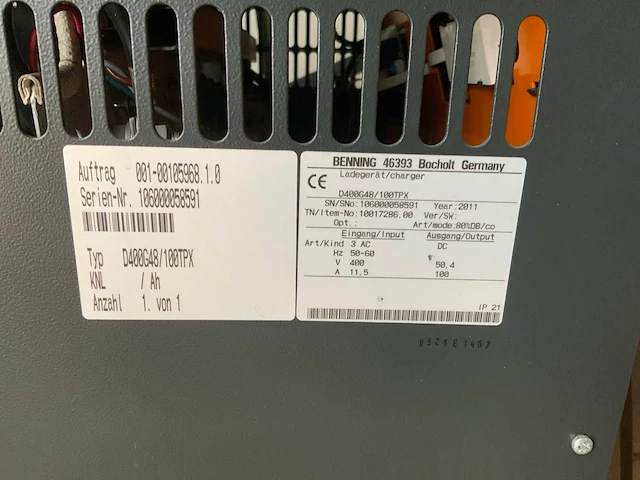 Auftrag 001-00105968.1.0
Serien-Nr. 106000058591
Typ D400G48/100TPX
KNL / Ah
Anzahl 1. von 1
BENNING 46393 Bocholt Germany
CE Ladegerät/charger
D400G48/100TPX
SN/SNo:106000058591 Year:2011
TN/Item-No:10017286.00 Ver/SW:
Opt.: Art/mode:80%DB/co
Eingang/Input Ausgang/Output
Art/Kind 3 AC DC
Hz 50-60
V 400 50,4
A 11,5 100
IP 21